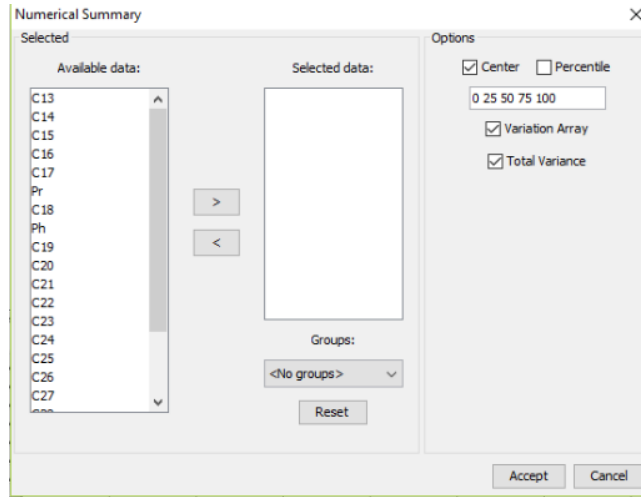 Numerical Summary
Selected
Available data:
C13
C14
C15
C16
C17
Pr
C18
Ph
C19
C20
C21
C22
C23
C24
C25
C26
C27
>
<
Selected data:
Groups:
<No groups>
Reset
Options
Center Percentile
0 25 50 75 100
Variation Array
Total Variance
Accept Cancel